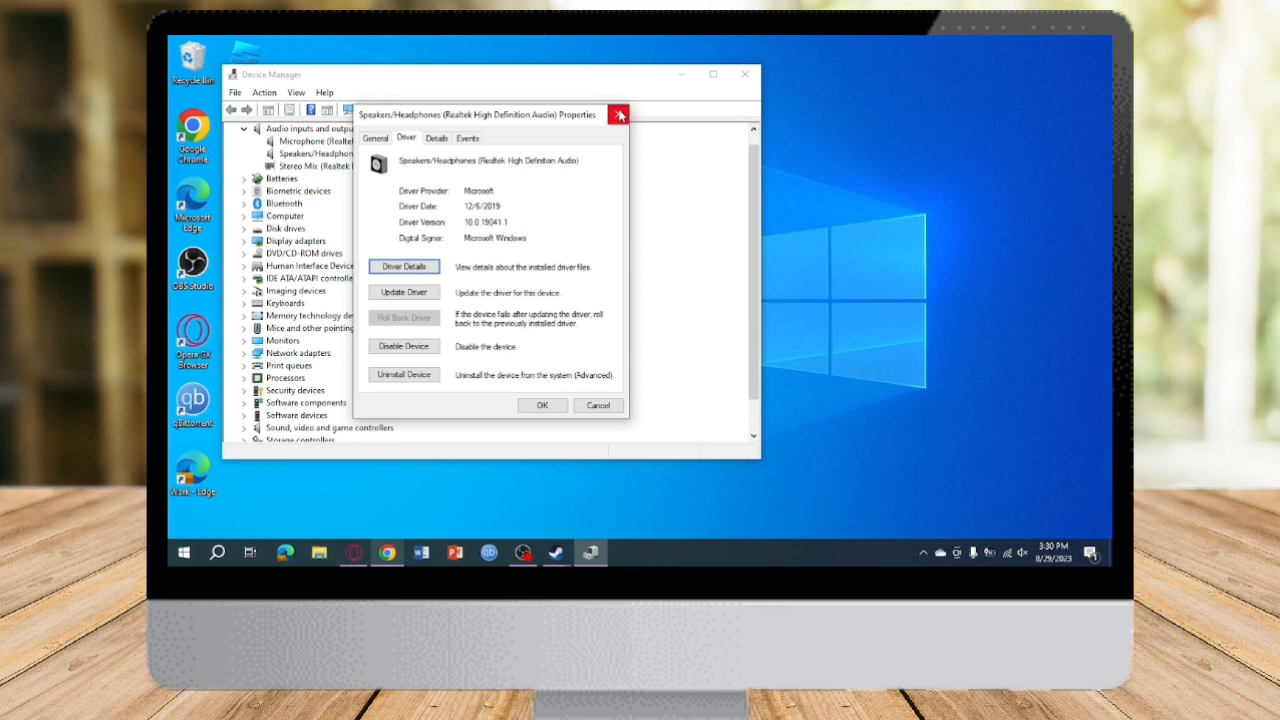 Recycle Bin
Google
Chrome
Microsoft
Edge
OBS Studio
Opera GX
Browser
qb
qBittorrent
Work - Edge
Device Manager
File Action View Help
Audio inputs and outpu
Microphone (Realtek
Speakers/Headphon
Stereo Mix (Realtek
Batteries
Biometric devices
Bluetooth
Computer
Disk drives
Display adapters
DVD/CD-ROM drives
Human Interface Device
IDE ATA/ATAPI controlle
Imaging devices
Keyboards
Memory technology de
Mice and other pointing
Monitors
Network adapters
Print queues
Processors
Security devices
Software components
Software devices
Sound, video and game controllers
Storage controllers
Speakers/Headphones (Realtek High Definition Audio) Properties
General Driver Details Events
Speakers/Headphones (Realtek High Definition Audio)
Driver Provider: Microsoft
Driver Date: 12/6/2019
Driver Version: 10.0.19041.1
Digital Signer: Microsoft Windows
Driver Details View details about the installed driver files.
Update Driver Update the driver for this device.
Roll Back Driver If the device fails after updating the driver, roll
back to the previously installed driver.
Disable Device Disable the device.
Uninstall Device Uninstall the device from the system (Advanced).
OK Cancel
3:30 PM
8/29/2023